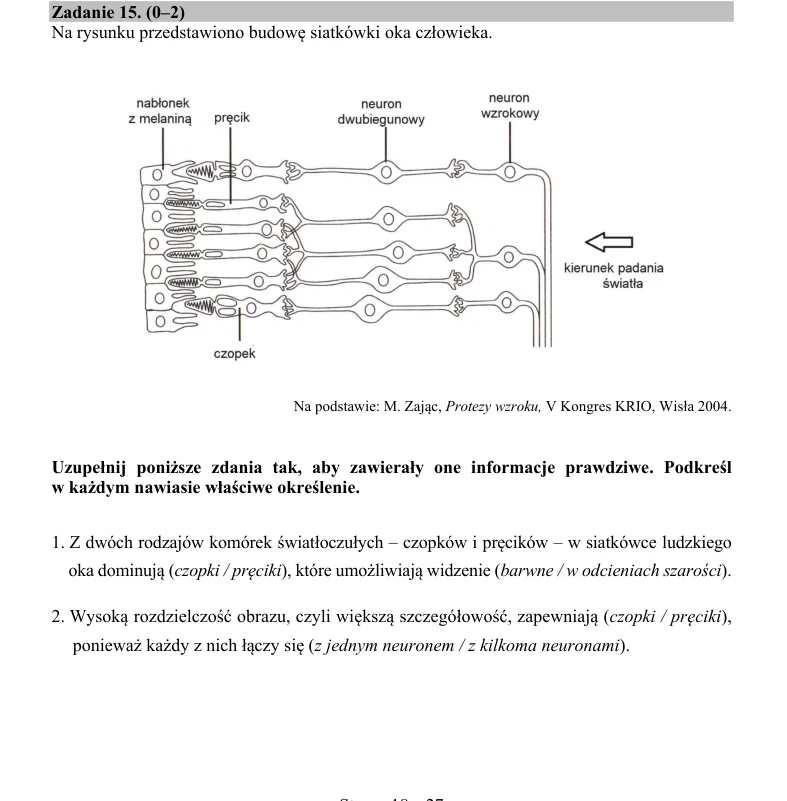 Zadanie 15. (0–2)
Na rysunku przedstawiono budowę siatkówki oka człowieka.
nabłonek
z melaniną
pręcik
neuron
dwubiegunowy
neuron
wzrokowy
kierunek padania
światła
czopek
Na podstawie: M. Zając, Protezy wzroku, V Kongres KRIO, Wisła 2004.
Uzupełnij poniższe zdania tak, aby zawierały one informacje prawdziwe. Podkreśl
w każdym nawiasie właściwe określenie.
1. Z dwóch rodzajów komórek światłoczułych – czopków i pręcików – w siatkówce ludzkiego
oka dominują (czopki / pręciki), które umożliwiają widzenie (barwne / w odcieniach szarości).
2. Wysoką rozdzielczość obrazu, czyli większą szczegółowość, zapewniają (czopki / pręciki),
ponieważ każdy z nich łączy się (z jednym neuronem / z kilkoma neuronami).